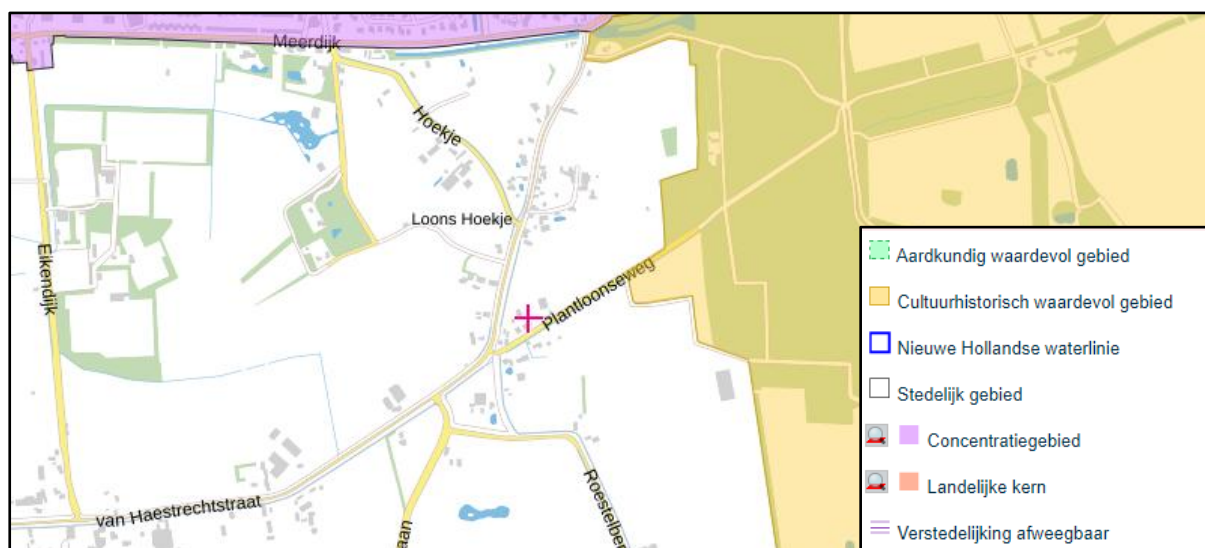 Meerdijk
Hoekje
Loons Hoekje
Eikendijk
Plantloonseweg
van Haestrechtstraat
Aardkundig waardevol gebied
Cultuurhistorisch waardevol gebied
Nieuwe Hollandse waterlinie
Stedelijk gebied
Concentratiegebied
Landelijke kern
Verstedelijking afweegbaar
aan
Roestelber